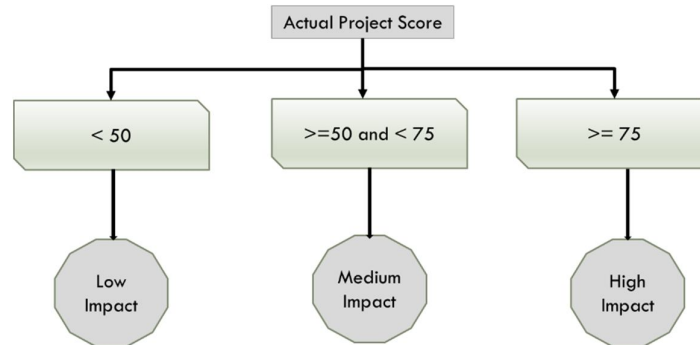 Actual Project Score
< 50
>=50 and < 75
>= 75
Low
Impact
Medium
Impact
High
Impact